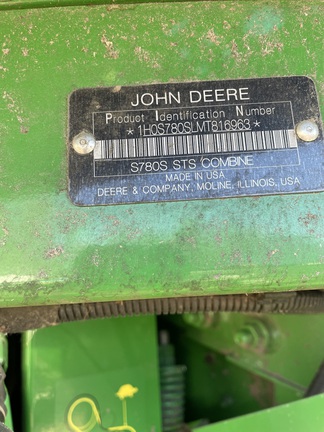 JOHN DEERE
Product Identification Number
*1H0S780SLMT816963*
S780S STS COMBINE
MADE IN USA
DEERE & COMPANY, MOLINE, ILLINOIS, USA